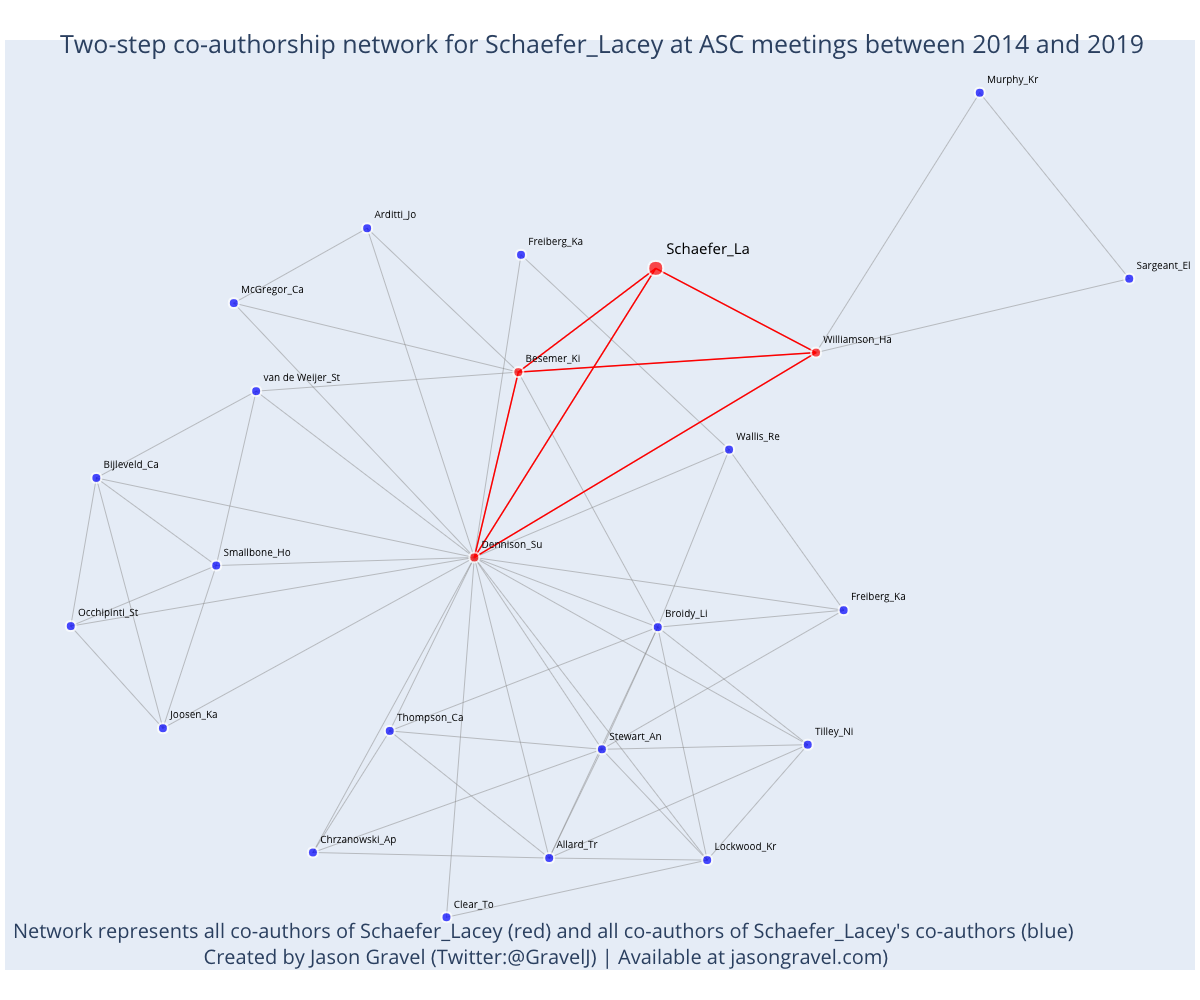 Two-step co-authorship network for Schaefer_Lacey at ASC meetings between 2014 and 2019
Murphy_Kr
Arditti_Jo
Freiberg_Ka
Schaefer_La
Sargeant_El
McGregor_Ca
Williamson_Ha
Besemer_Ki
van de Weijer_St
Wallis_Re
Bijleveld_Ca
Dennison_Su
Smallbone_Ho
Freiberg_Ka
Occhipinti_St
Broidy_Li
Joosen_Ka
Thompson_Ca
Stewart_An
Tilley_Ni
Chrzanowski_Ap
Allard_Tr
Lockwood_Kr
Clear_To
Network represents all co-authors of Schaefer_Lacey (red) and all co-authors of Schaefer_Lacey's co-authors (blue)
Created by Jason Gravel (Twitter:@GravelJ) | Available at jasongravel.com)